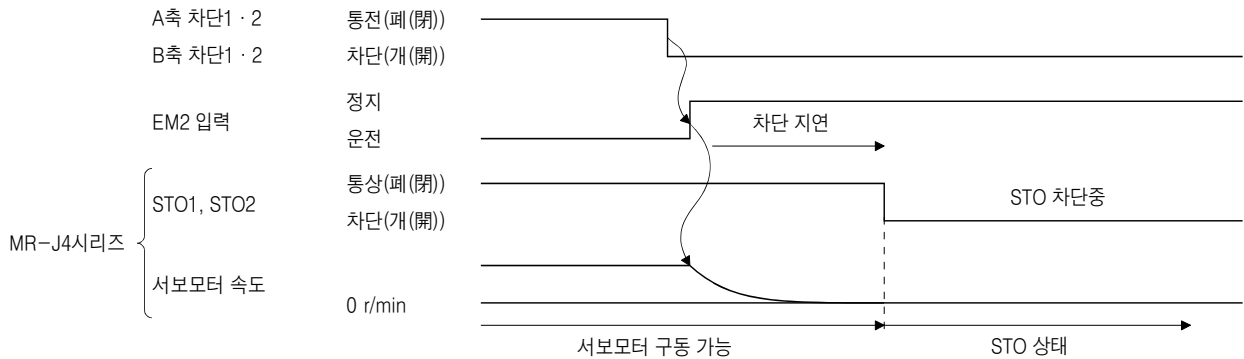 A축 차단1 · 2 통전(폐(閉))
B축 차단1 · 2 차단(개(開))
정지
EM2 입력
차단 지연
운전
통상(폐(閉))
STO1, STO2
STO 차단중
차단(개(開))
MR-J4시리즈
서보모터 속도
0 r/min
서보모터 구동 가능 STO 상태